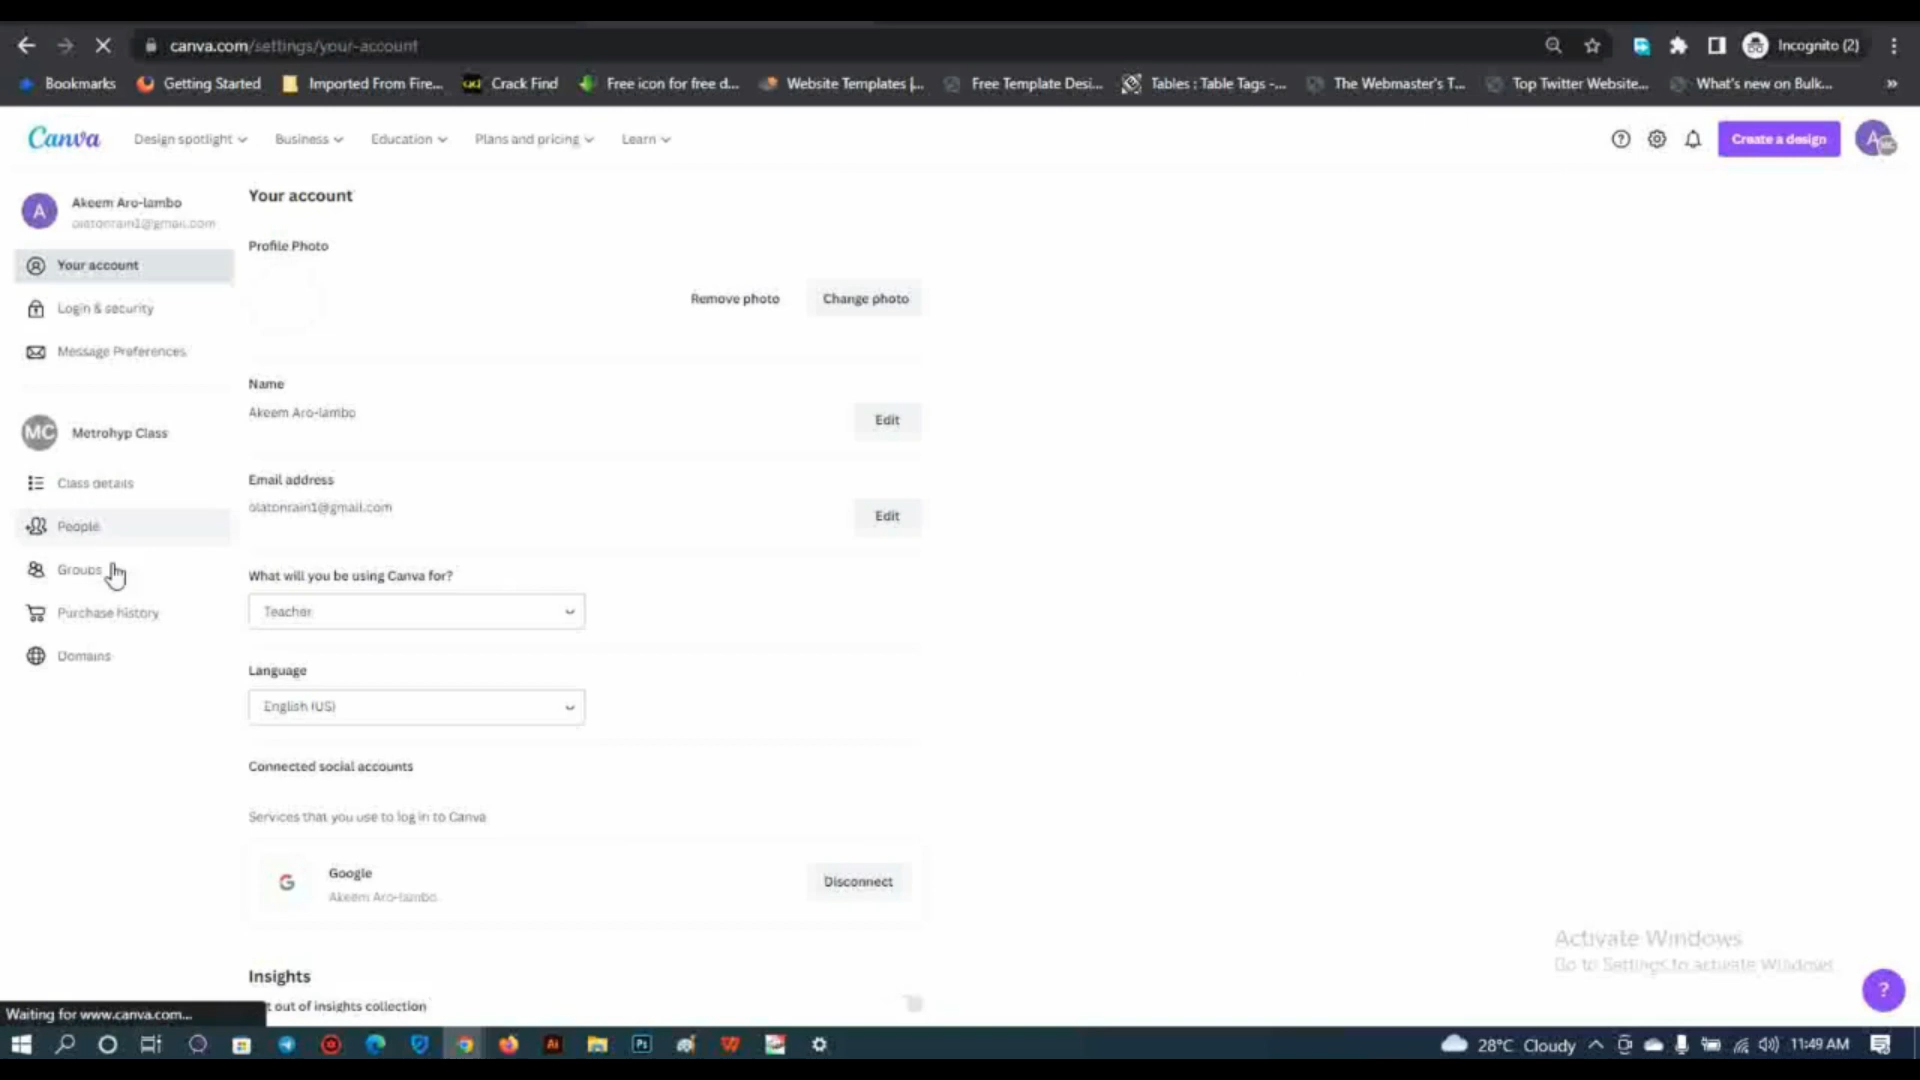 canva.com/settings/your-account
Incognito (2)
Bookmarks
Getting Started
Imported From Fire...
Crack Find
Free icon for free d...
Website Templates |...
Free Template Desi...
Tables : Table Tags -...
The Webmaster's T...
Top Twitter Website...
What's new on Bulk...
»
Canva
Design spotlight
Business
Education
Plans and pricing
Learn
Create a design
A
MC
A
Akeem Aro-lambo
olatonrain1@gmail.com
Your account
Login & security
Message Preferences
MC
Metrohyp Class
Class details
People
Groups
Purchase history
Domains
Your account
Profile Photo
Remove photo
Change photo
Name
Akeem Aro-lambo
Edit
Email address
olatonrain1@gmail.com
Edit
What will you be using Canva for?
Teacher
Language
English (US)
Connected social accounts
Services that you use to log in to Canva
G
Google
Akeem Aro-lambo
Disconnect
Insights
t out of insights collection
Activate Windows
Go to Settings to activate Windows
?
Waiting for www.canva.com...
Ai
Ps
28°C Cloudy
11:49 AM